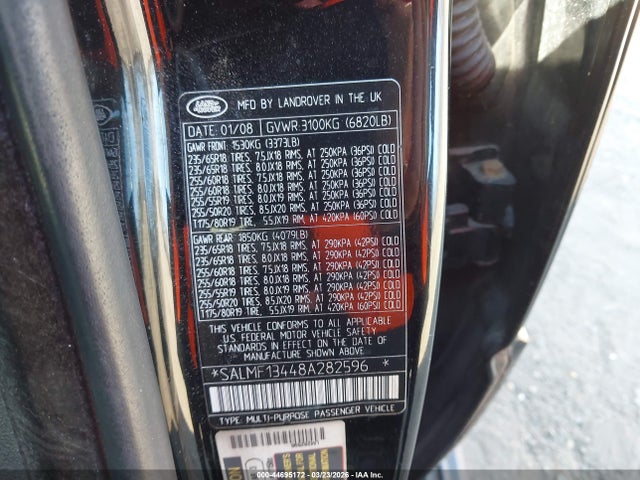 LAND ROVER
MFG BY LANDROVER IN THE UK
DATE: 01/08 GVWR:3100KG (6820LB)
GAWR FRONT: 1530KG (3373LB)
235/65R18 TIRES, 7.5JX18 RIMS, AT 250KPA (36PSI) COLD
235/65R18 TIRES, 8.0JX18 RIMS, AT 250KPA (36PSI) COLD
255/60R18 TIRES, 7.5JX18 RIMS, AT 250KPA (36PSI) COLD
255/60R18 TIRES, 8.0JX18 RIMS, AT 250KPA (36PSI) COLD
255/55R19 TIRES, 8.0JX19 RIMS, AT 250KPA (36PSI) COLD
255/50R20 TIRES, 8.5JX20 RIMS, AT 250KPA (36PSI) COLD
T175/80R19 TIRE, 5.5JX19 RIM, AT 420KPA (60PSI) COLD
GAWR REAR: 1850KG (4079LB)
235/65R18 TIRES, 7.5JX18 RIMS, AT 290KPA (42PSI) COLD
235/65R18 TIRES, 8.0JX18 RIMS, AT 290KPA (42PSI) COLD
255/60R18 TIRES, 7.5JX18 RIMS, AT 290KPA (42PSI) COLD
255/60R18 TIRES, 8.0JX18 RIMS, AT 290KPA (42PSI) COLD
255/55R19 TIRES, 8.0JX19 RIMS, AT 290KPA (42PSI) COLD
255/50R20 TIRES, 8.5JX20 RIMS, AT 290KPA (42PSI) COLD
T175/80R19 TIRE, 5.5JX19 RIM, AT 420KPA (60PSI) COLD
THIS VEHICLE CONFORMS TO ALL APPLICABLE
US FEDERAL MOTOR VEHICLE SAFETY
STANDARDS IN EFFECT ON THE DATE OF
MANUFACTURE SHOWN ABOVE
*SALMF13448A282596 *
TYPE: MULTI-PURPOSE PASSENGER VEHICLE
44695172 - 03/23/2026 - IAA